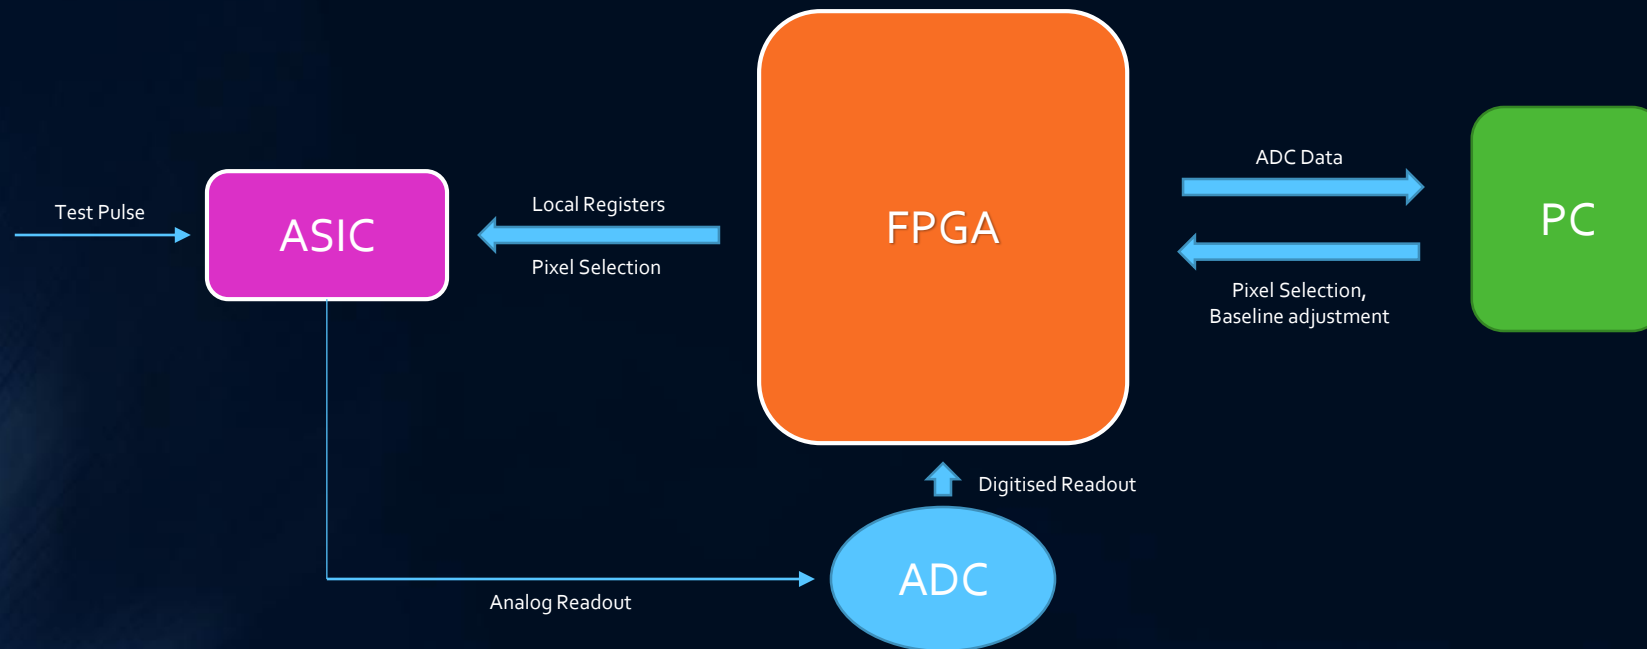 Test Pulse
ASIC
Local Registers
Pixel Selection
FPGA
ADC Data
Pixel Selection,
Baseline adjustment
PC
Digitised Readout
ADC
Analog Readout